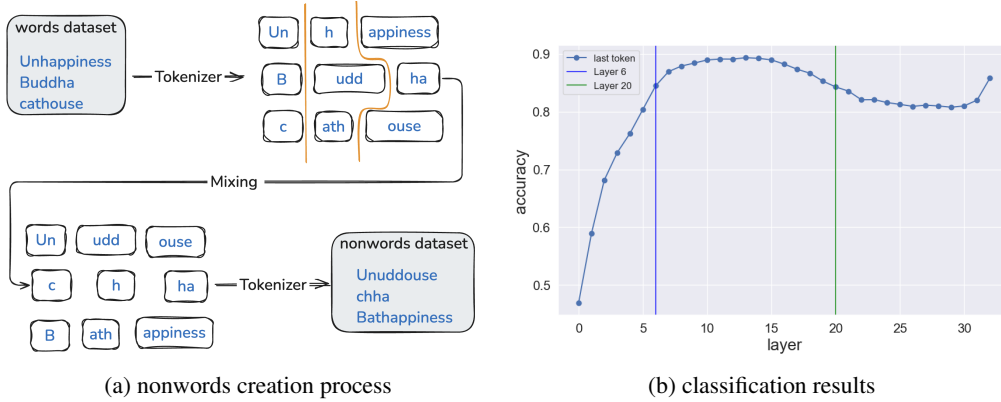 words dataset
Unhappiness
Buddha
cathouse
Tokenizer
Un h appiness
B udd ha
c ath ouse
Mixing
Un udd ouse
c h ha
B ath appiness
Tokenizer
nonwords dataset
Unuddouse
chha
Bathappiness
(a) nonwords creation process
last token
Layer 6
Layer 20
accuracy
0.9
0.8
0.7
0.6
0.5
0 5 10 15 20 25 30
layer
(b) classification results